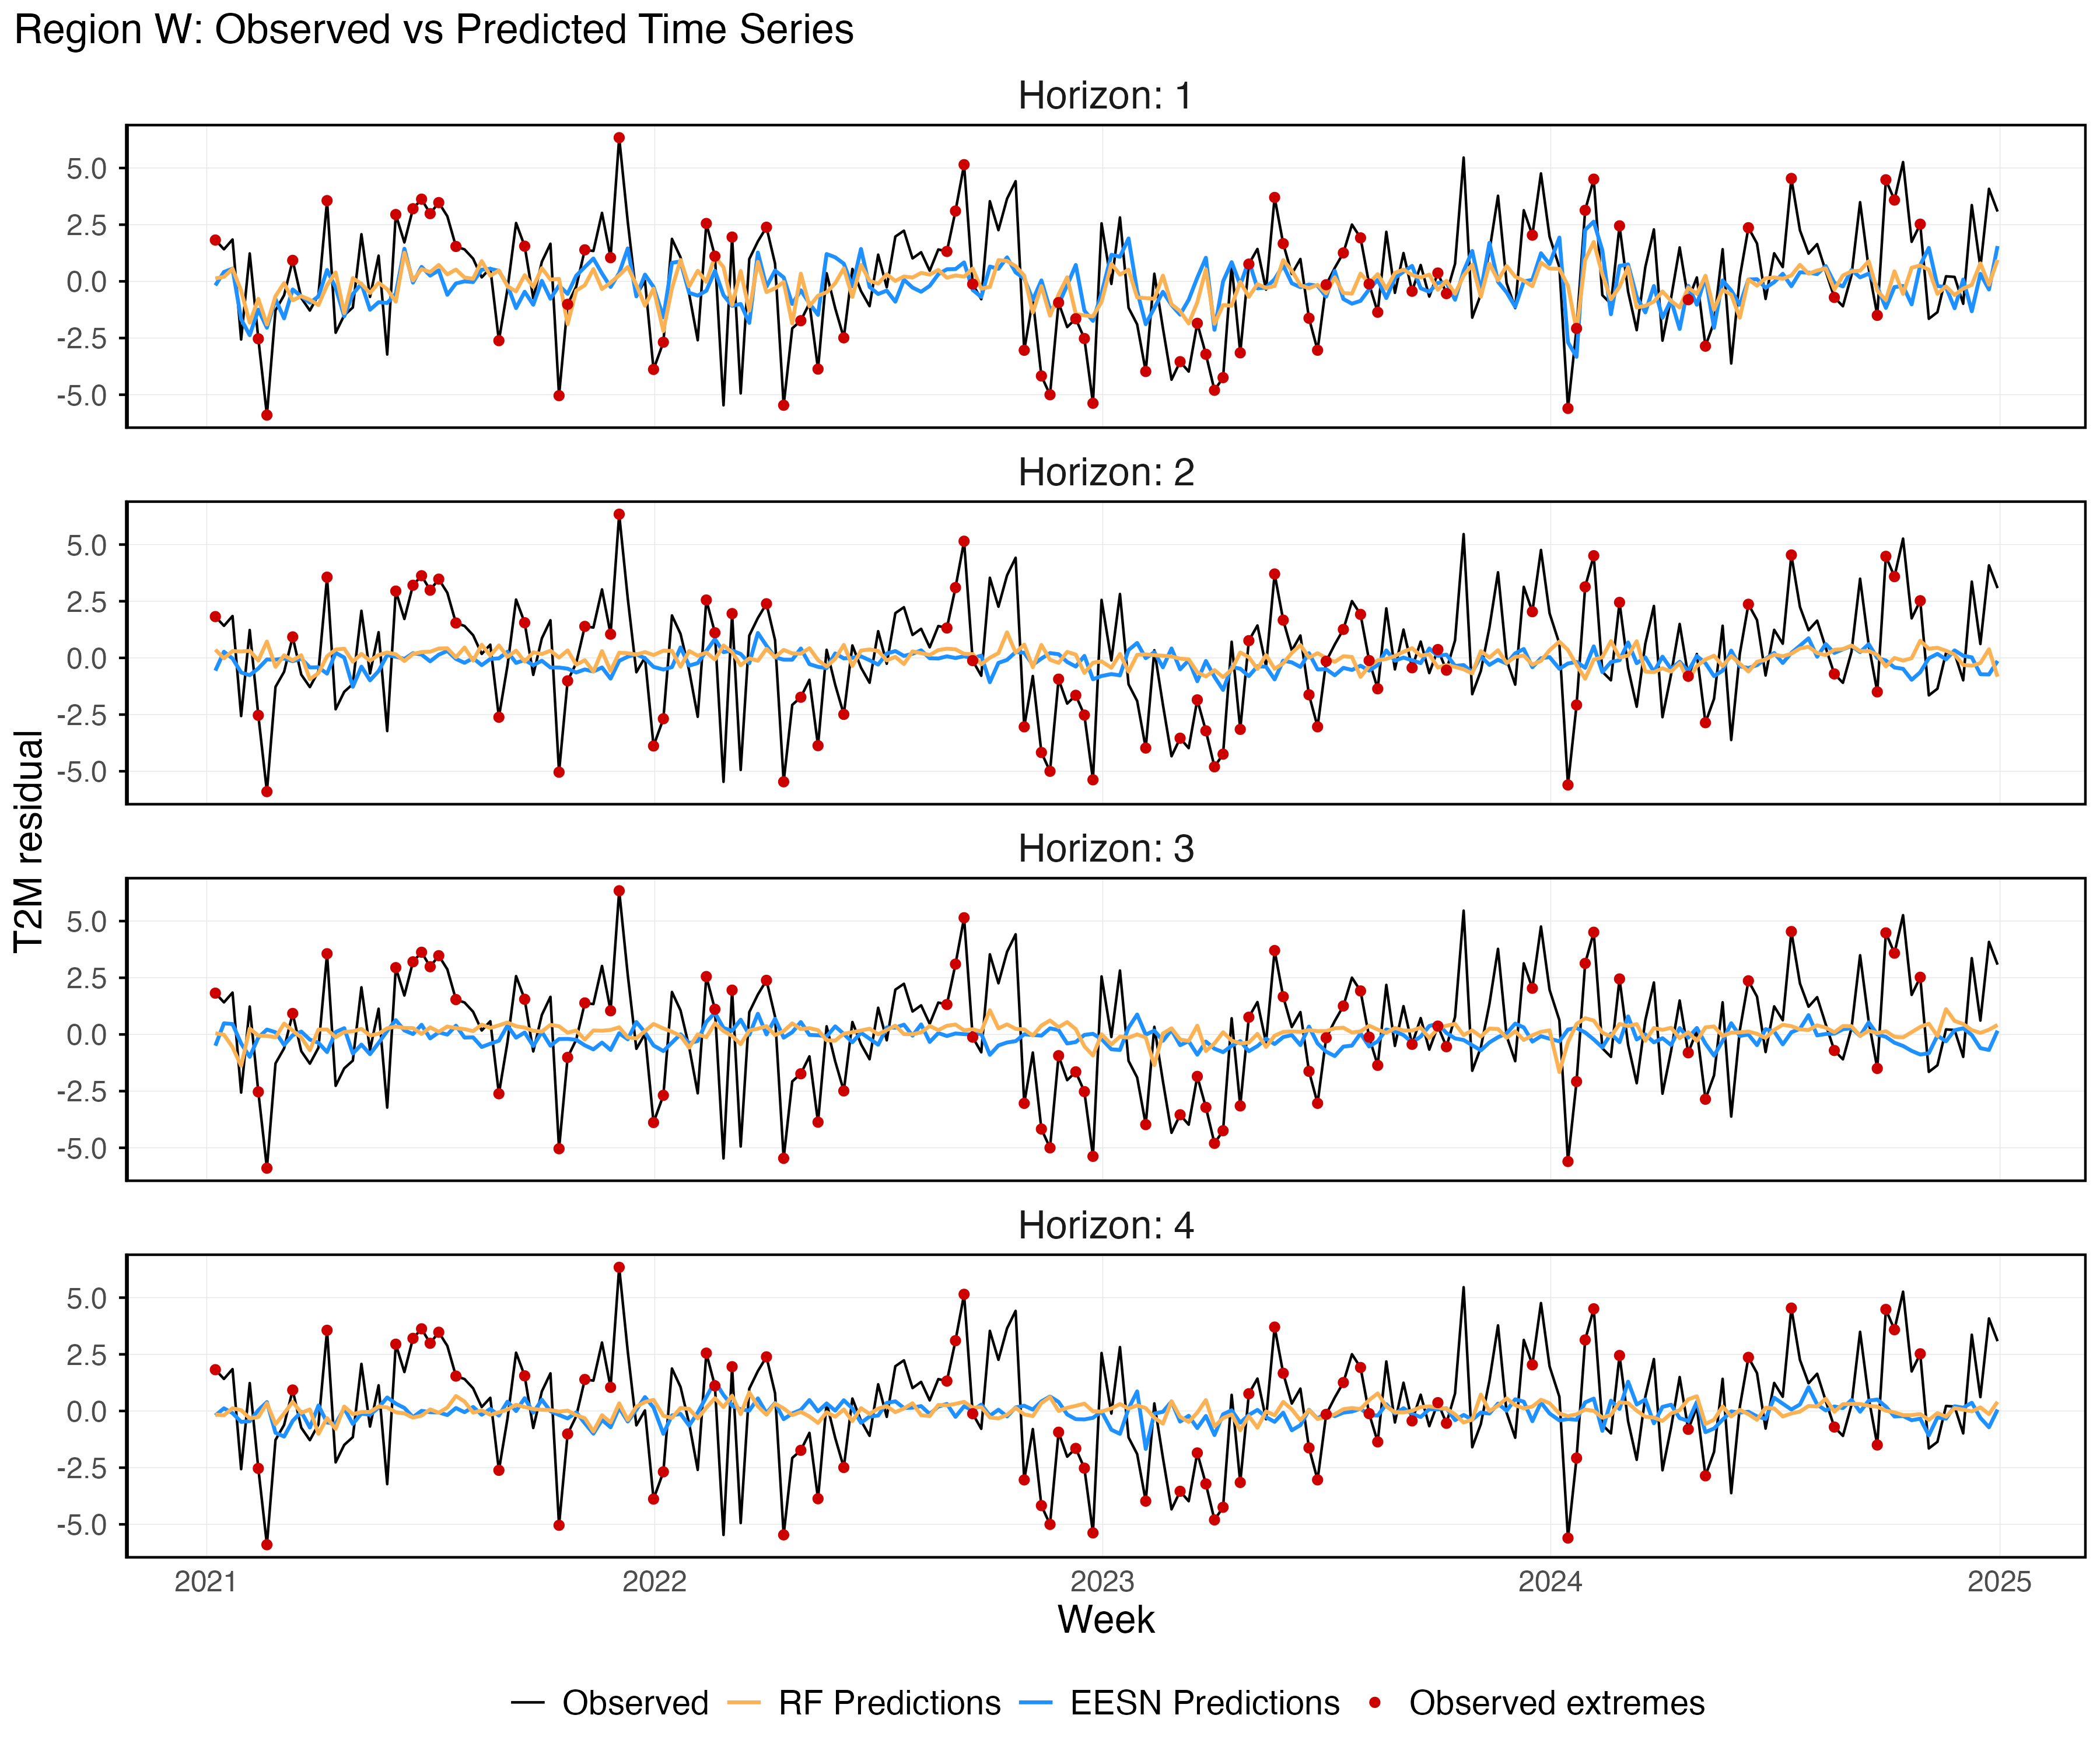 Region W: Observed vs Predicted Time Series
Horizon: 1
5.0
2.5
0.0
-2.5
-5.0
Horizon: 2
5.0
2.5
0.0
-2.5
-5.0
Horizon: 3
5.0
2.5
0.0
-2.5
-5.0
Horizon: 4
5.0
2.5
0.0
-2.5
-5.0
T2M residual
2021 2022 2023 2024 2025
Week
Observed RF Predictions EESN Predictions Observed extremes